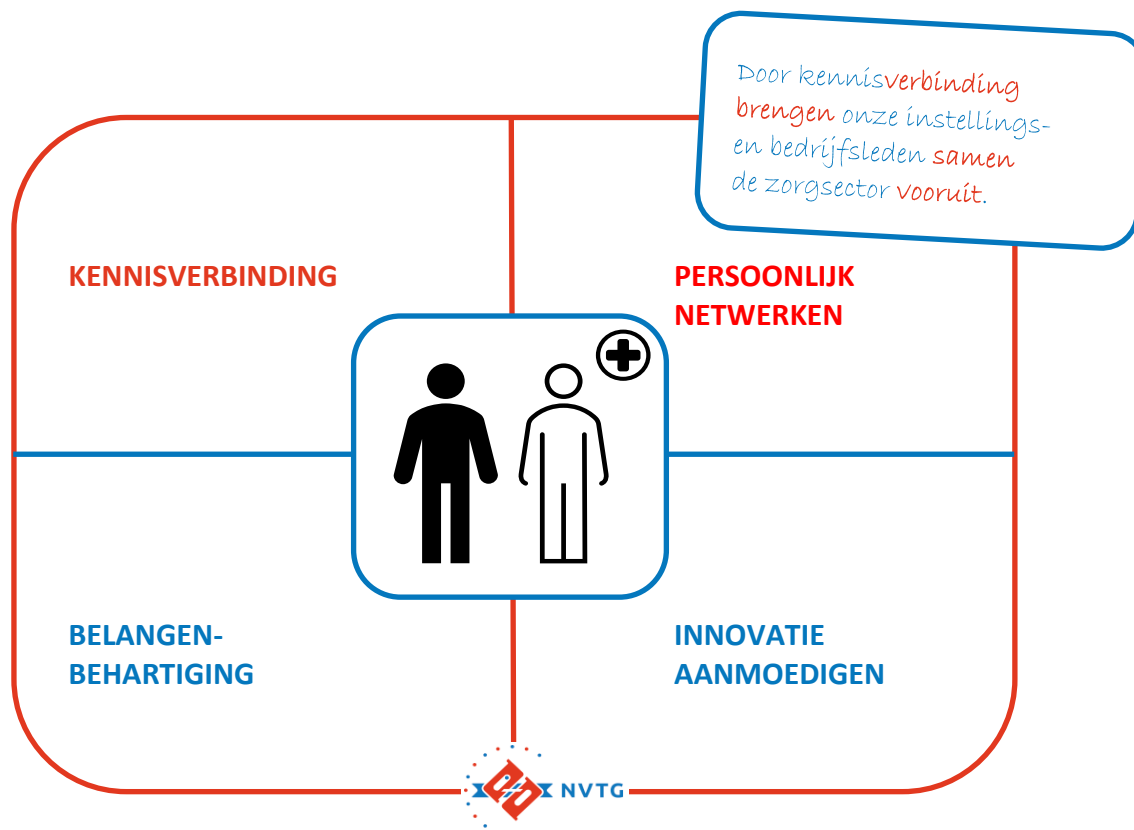 Door kennisverbinding
brengen onze instellings-
en bedrijfsleden samen
de zorgsector vooruit.
KENNISVERBINDING
PERSOONLIJK
NETWERKEN
BELANGEN-
BEHARTIGING
INNOVATIE
AANMOEDIGEN
NVTG